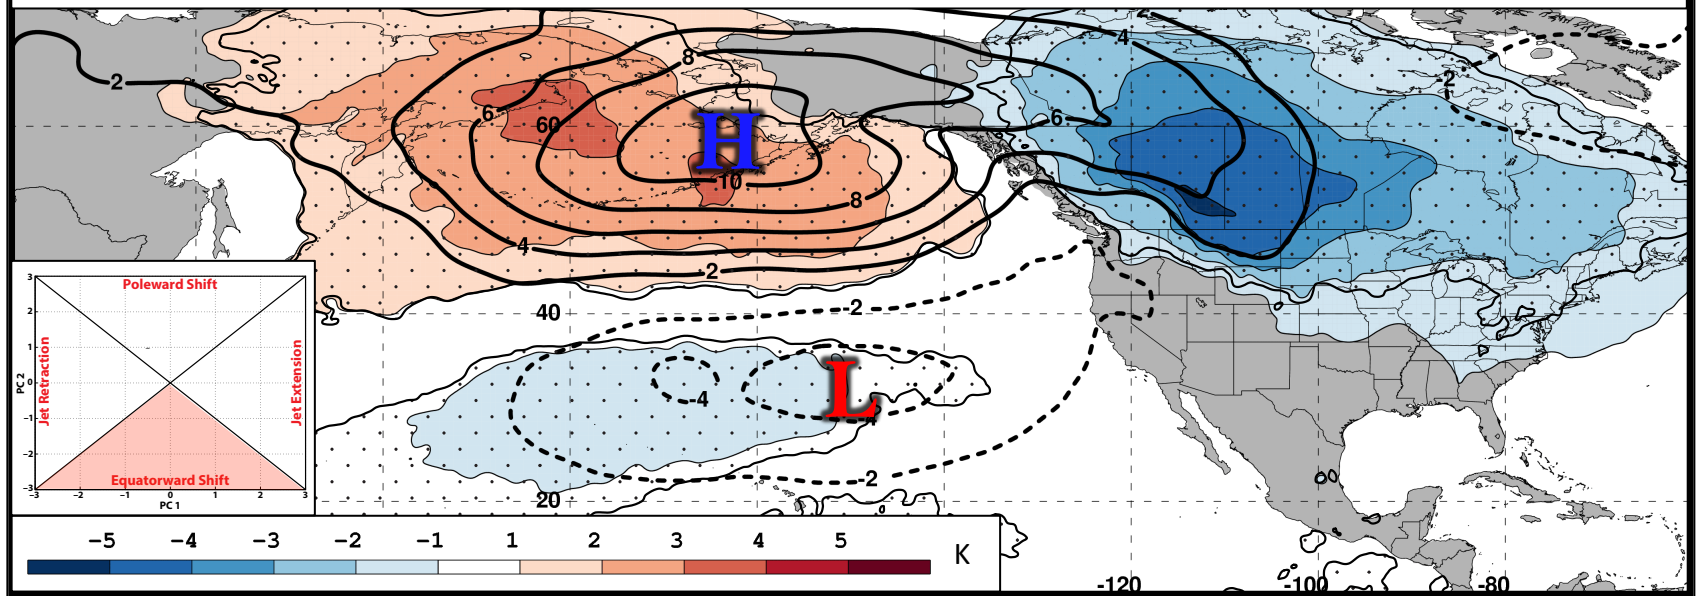 2
4
8
2
2
6
60
6
H
10
8
4
2
-2
40
-4
L
4
-2
20
3
Poleward Shift
2
1
Jet Retraction
Jet Extension
PC 2
0
−1
−2
Equatorward Shift
−3
−3 −2 −1 0 1 2 3
PC 1
-5 -4 -3 -2 -1 1 2 3 4 5 K
-120 -100 -80